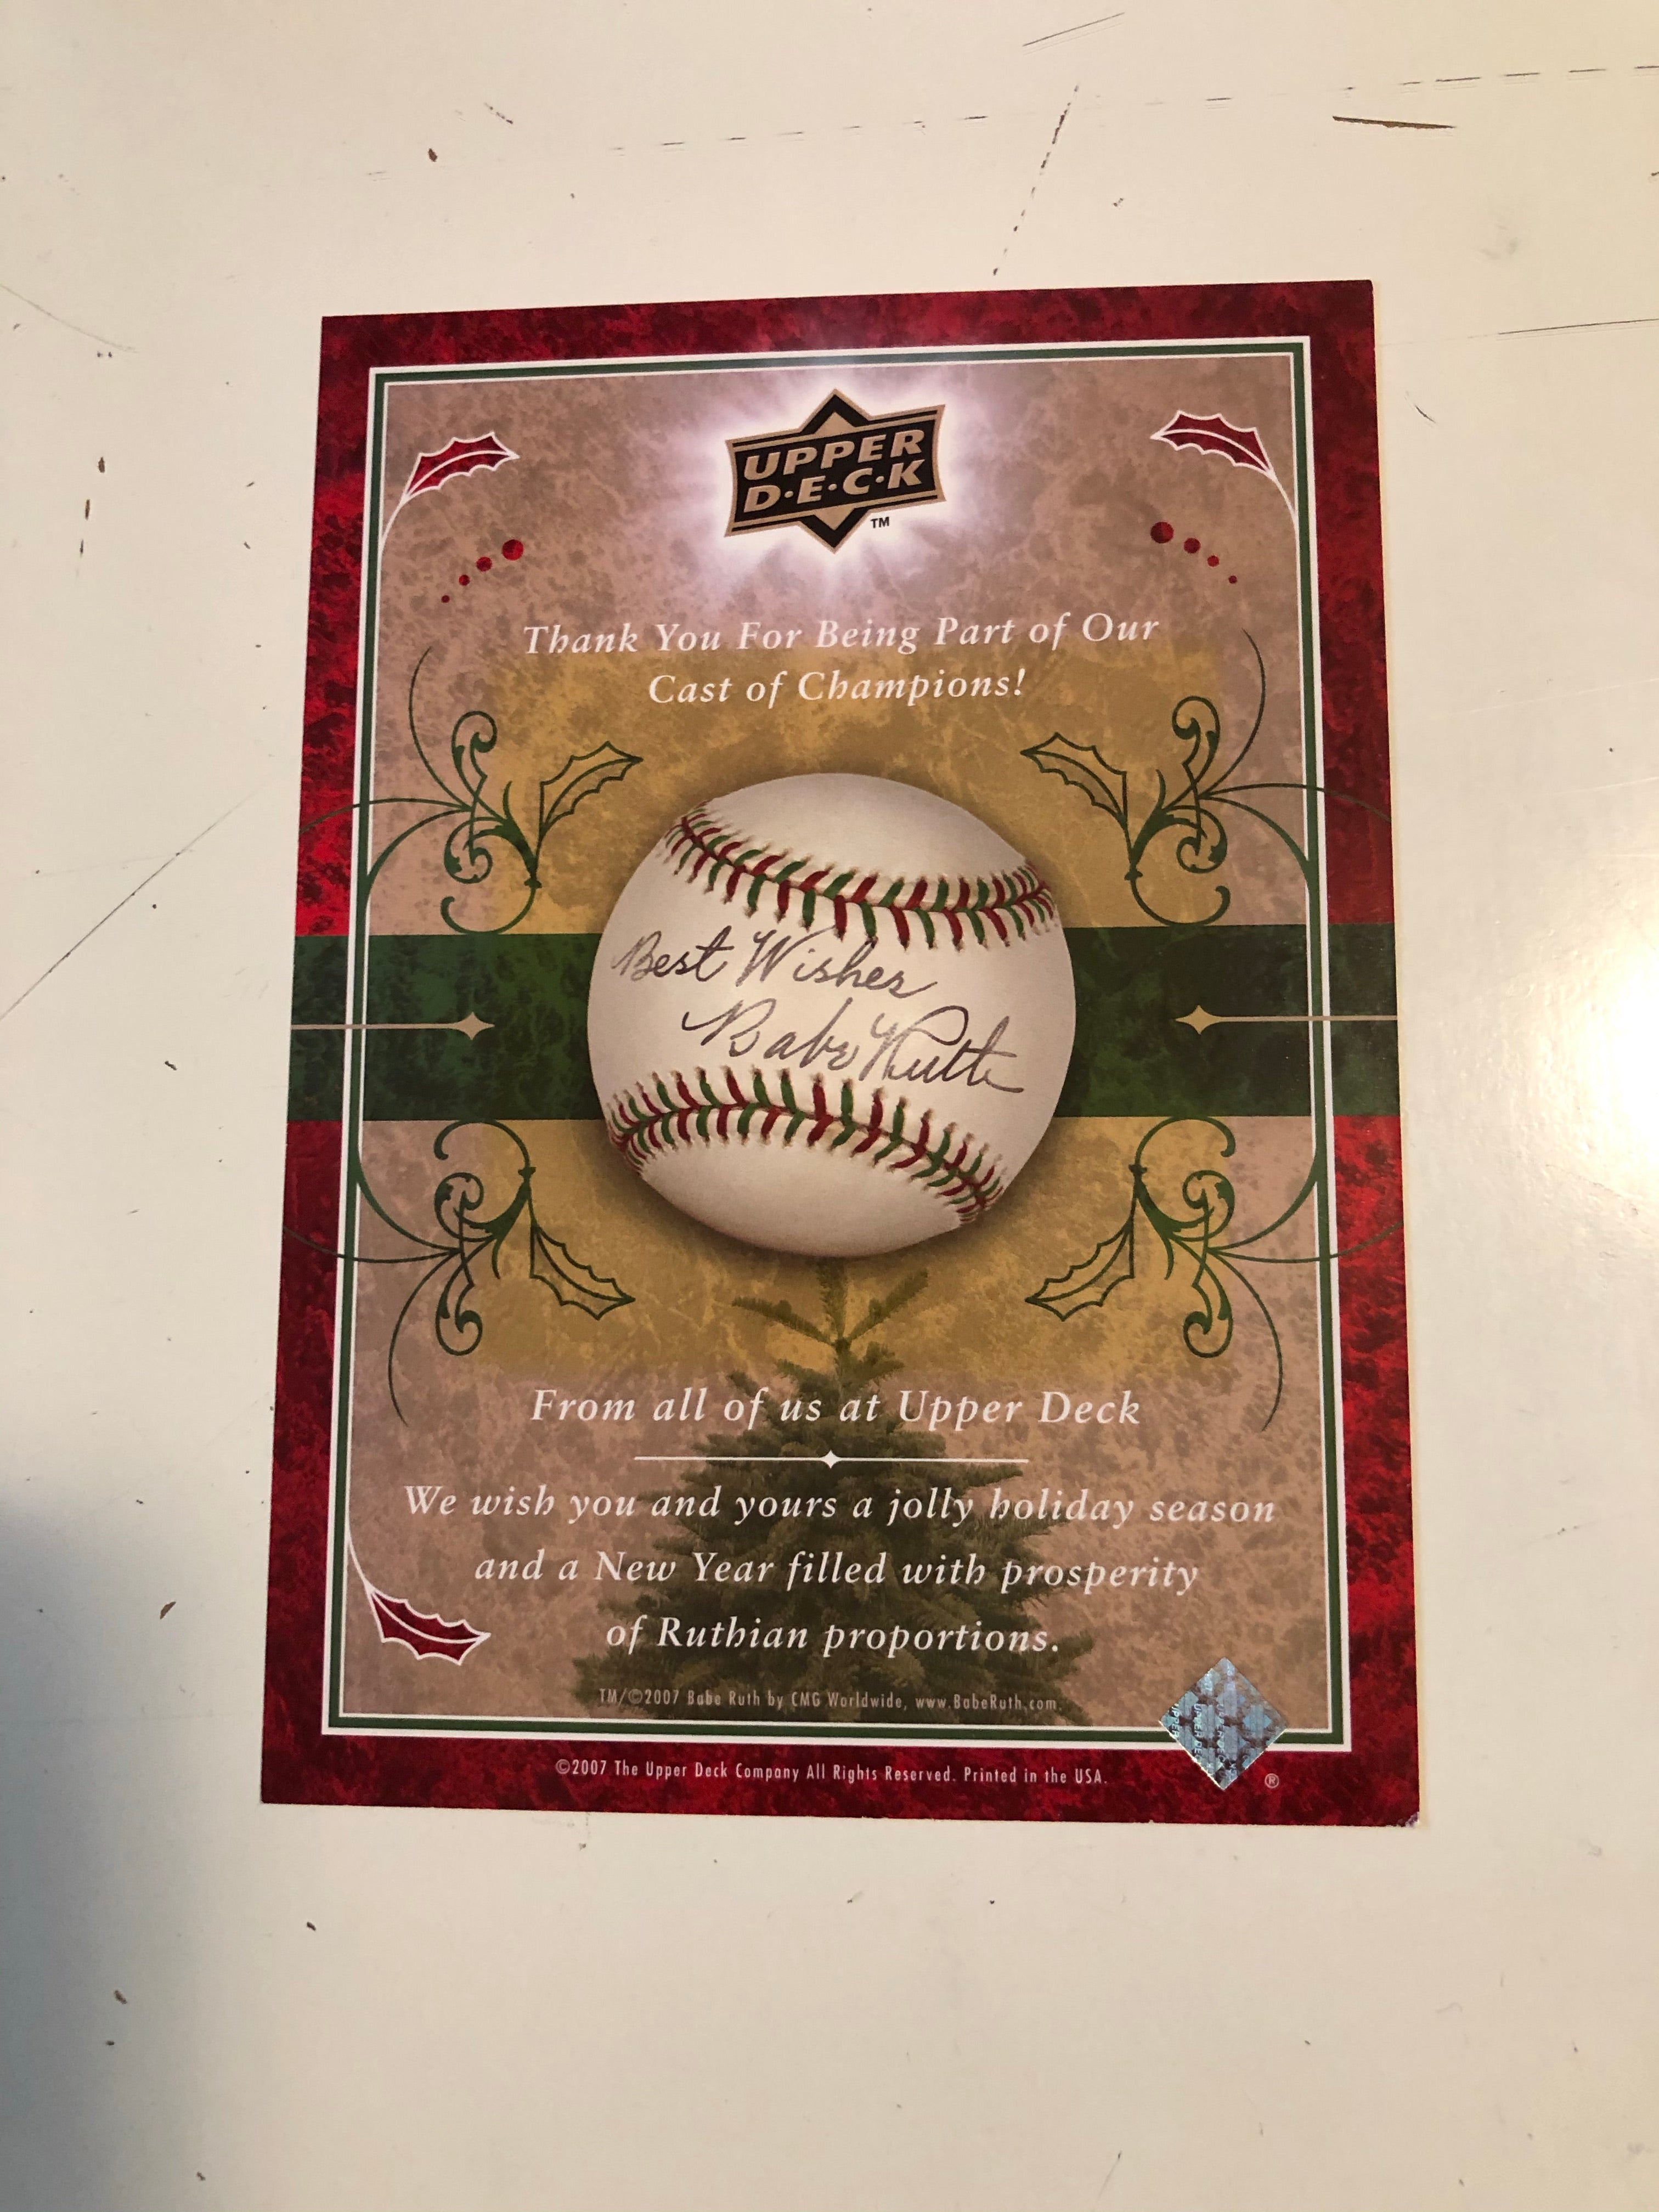 UPPER
D·E·C·K
TM
Thank You For Being Part of Our
Cast of Champions!
Best Wishes
Babe Ruth
From all of us at Upper Deck
We wish you and yours a jolly holiday season
and a New Year filled with prosperity
of Ruthian proportions.
TM/©2007 Babe Ruth by CMG Worldwide, www.BabeRuth.com.
©2007 The Upper Deck Company All Rights Reserved. Printed in the USA.
®